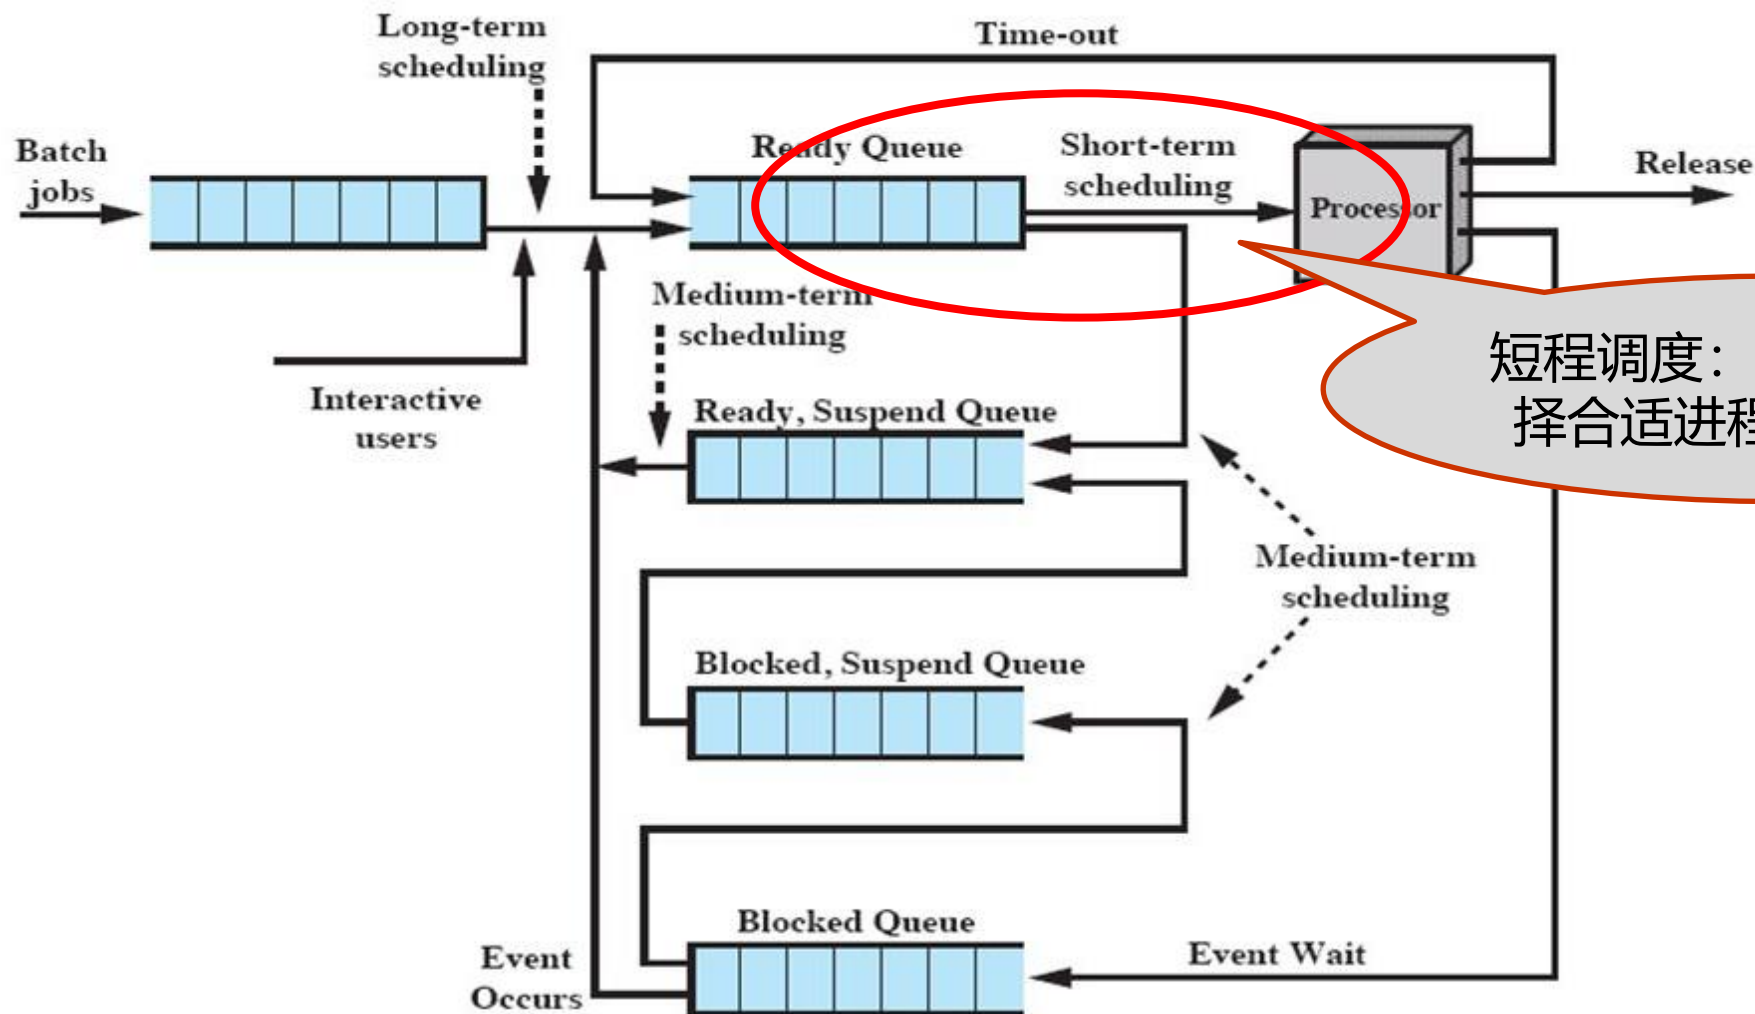 Long-term
scheduling
Time-out
Batch
jobs
Ready Queue
Short-term
scheduling
Processor
Release
Medium-term
scheduling
短程调度：
择合适进程
Interactive
users
Ready, Suspend Queue
Medium-term
scheduling
Blocked, Suspend Queue
Blocked Queue
Event
Occurs
Event Wait